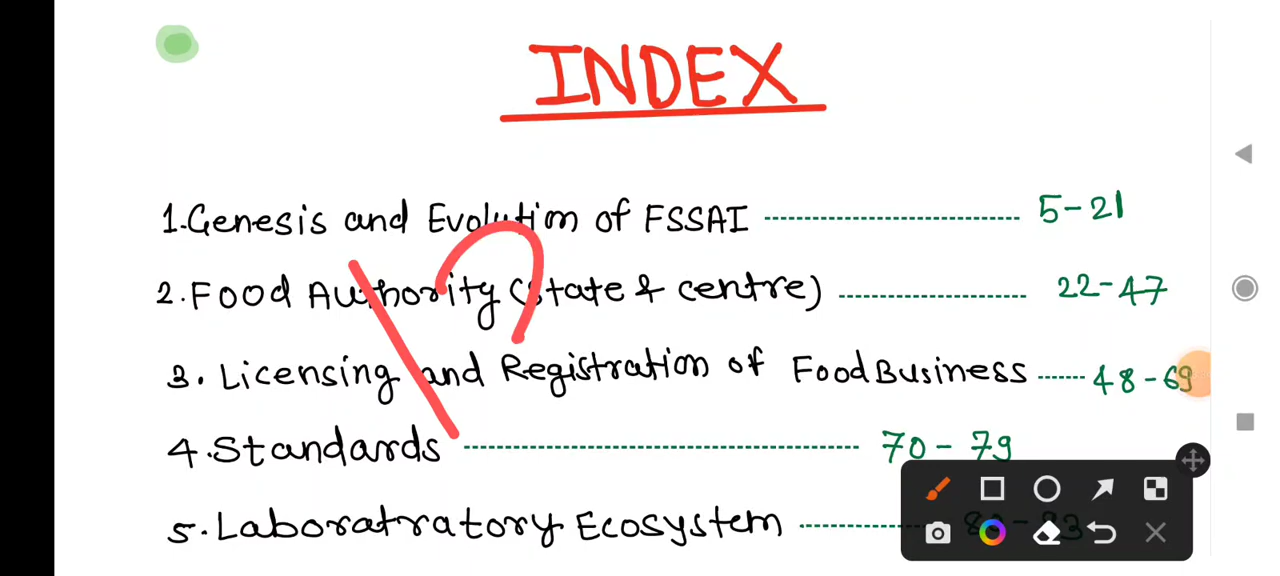 INDEX
1.Genesis and Evolution of FSSAI ---------------------- 5-21
2.Food Authority (State & centre) ---------------- 22-47
3. Licensing and Registration of Food Business ------ 48-69
4.Standards ---------------------------------- 70-79
5.Laboratratory Ecosystem -----------